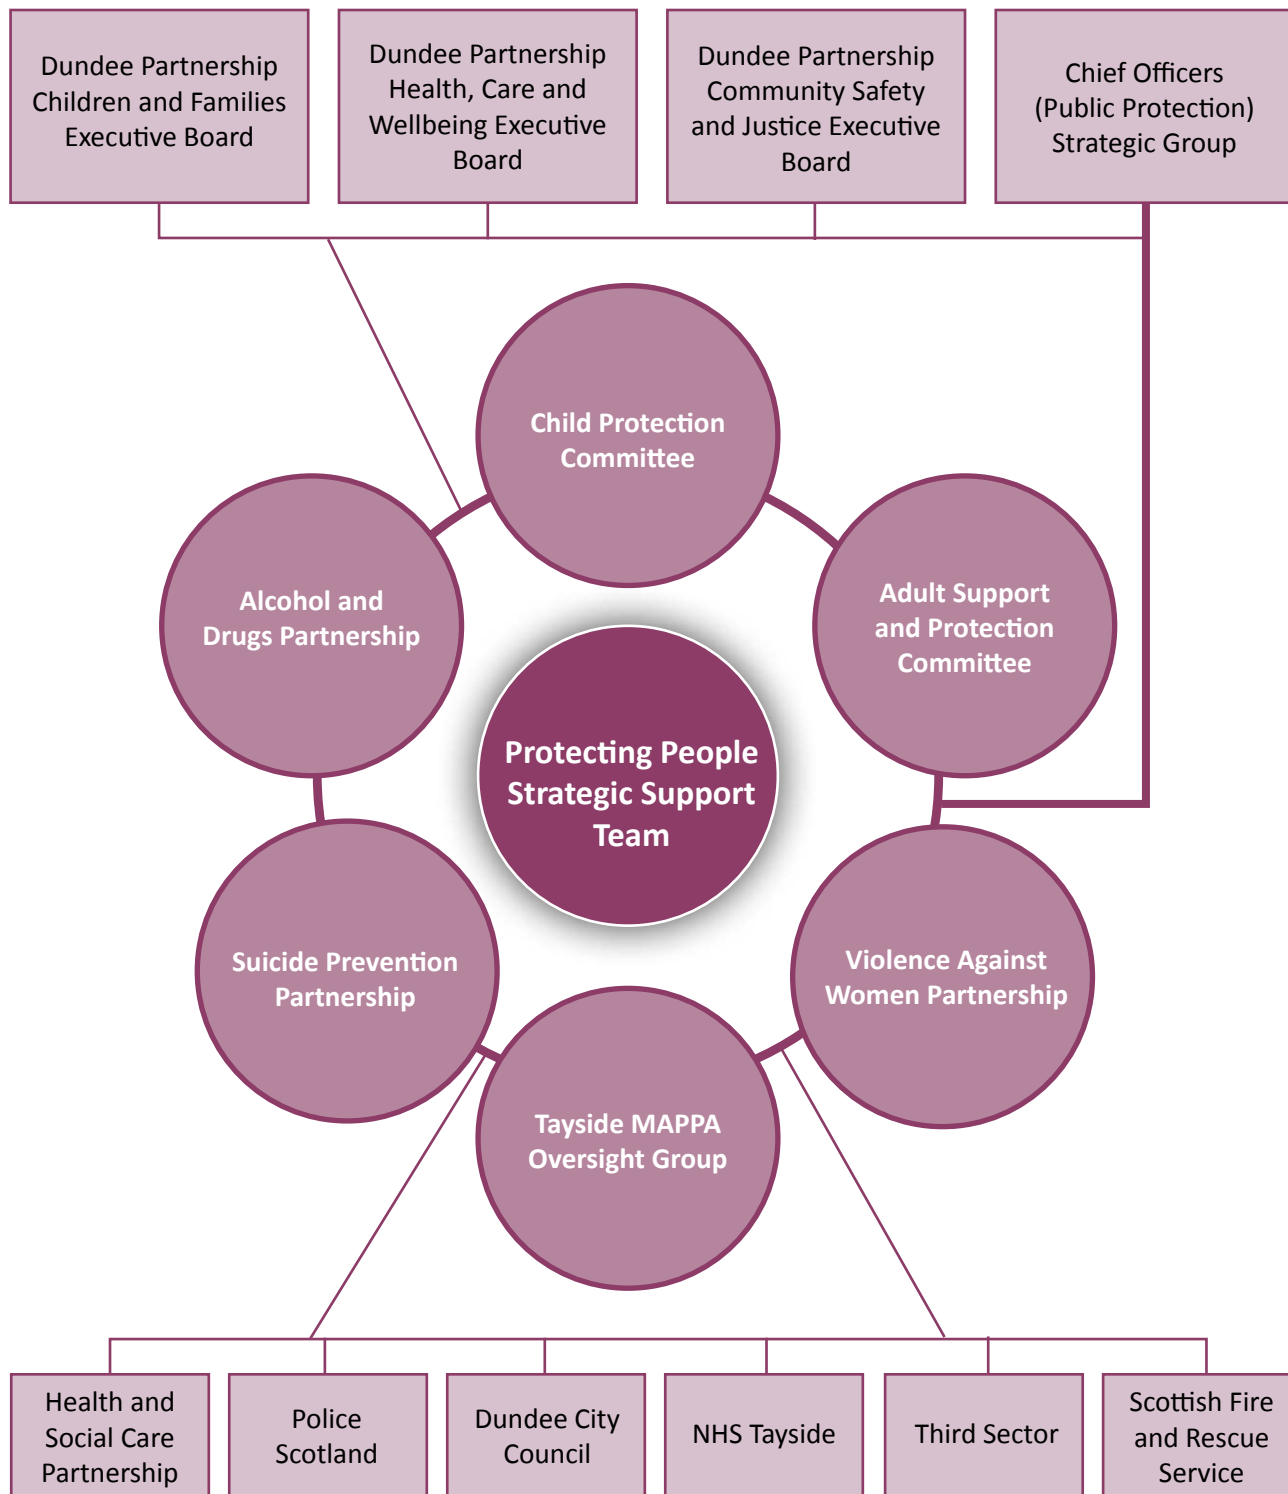 Dundee Partnership
Children and Families
Executive Board
Dundee Partnership
Health, Care and
Wellbeing Executive
Board
Dundee Partnership
Community Safety
and Justice Executive
Board
Chief Officers
(Public Protection)
Strategic Group
Child Protection
Committee
Alcohol and
Drugs Partnership
Adult Support
and Protection
Committee
Protecting People
Strategic Support
Team
Suicide Prevention
Partnership
Violence Against
Women Partnership
Tayside MAPPA
Oversight Group
Health and
Social Care
Partnership
Police
Scotland
Dundee City
Council
NHS Tayside
Third Sector
Scottish Fire
and Rescue
Service